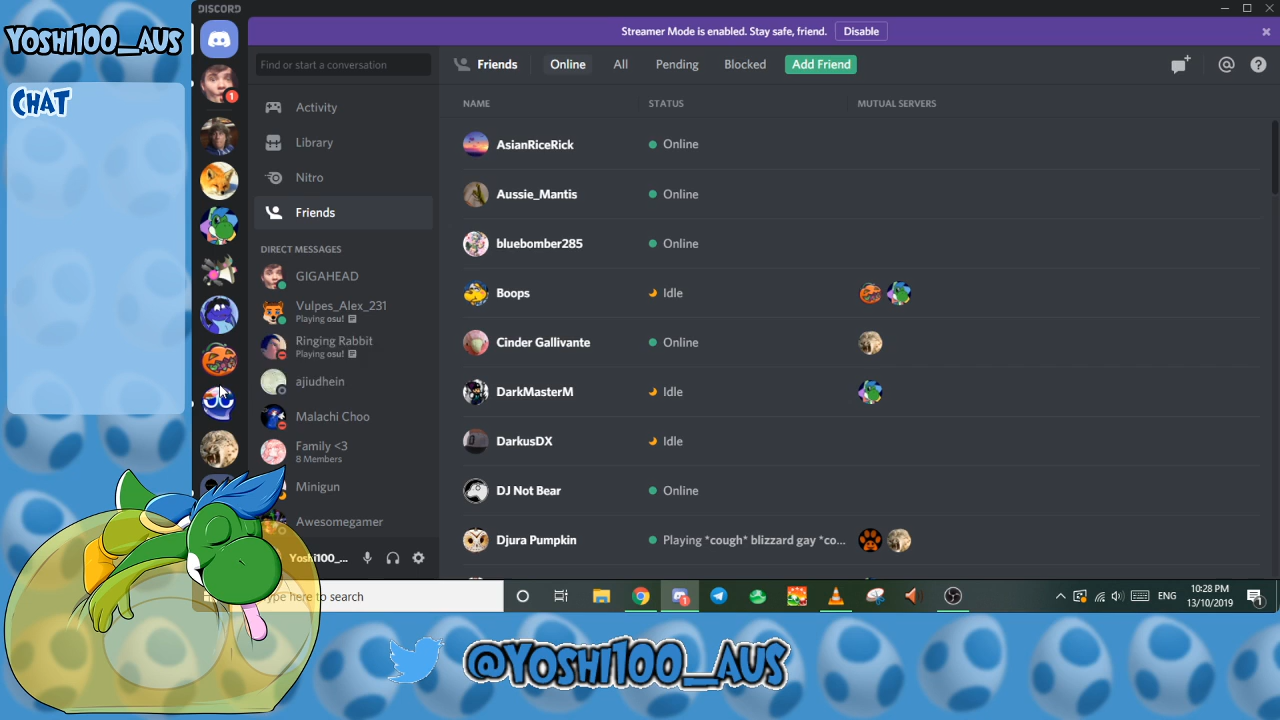 YOSHI100_AUS
CHAT
DISCORD
Streamer Mode is enabled. Stay safe, friend.
Disable
Find or start a conversation
Friends
Online
All
Pending
Blocked
Add Friend
Activity
Library
Nitro
Friends
DIRECT MESSAGES
GIGAHEAD
Vulpes_Alex_231
Playing osu!
Ringing Rabbit
Playing osu!
ajiudhein
Malachi Choo
Family <3
8 Members
Minigun
Awesomegamer
Yoshi100_...
NAME
STATUS
MUTUAL SERVERS
AsianRiceRick
Online
Aussie_Mantis
Online
bluebomber285
Online
Boops
Idle
Cinder Gallivante
Online
DarkMasterM
Idle
DarkusDX
Idle
DJ Not Bear
Online
Djura Pumpkin
Playing *cough* blizzard gay *co...
1
ype here to search
1
ENG
10:28 PM
13/10/2019
1
@YOSHI100_AUS